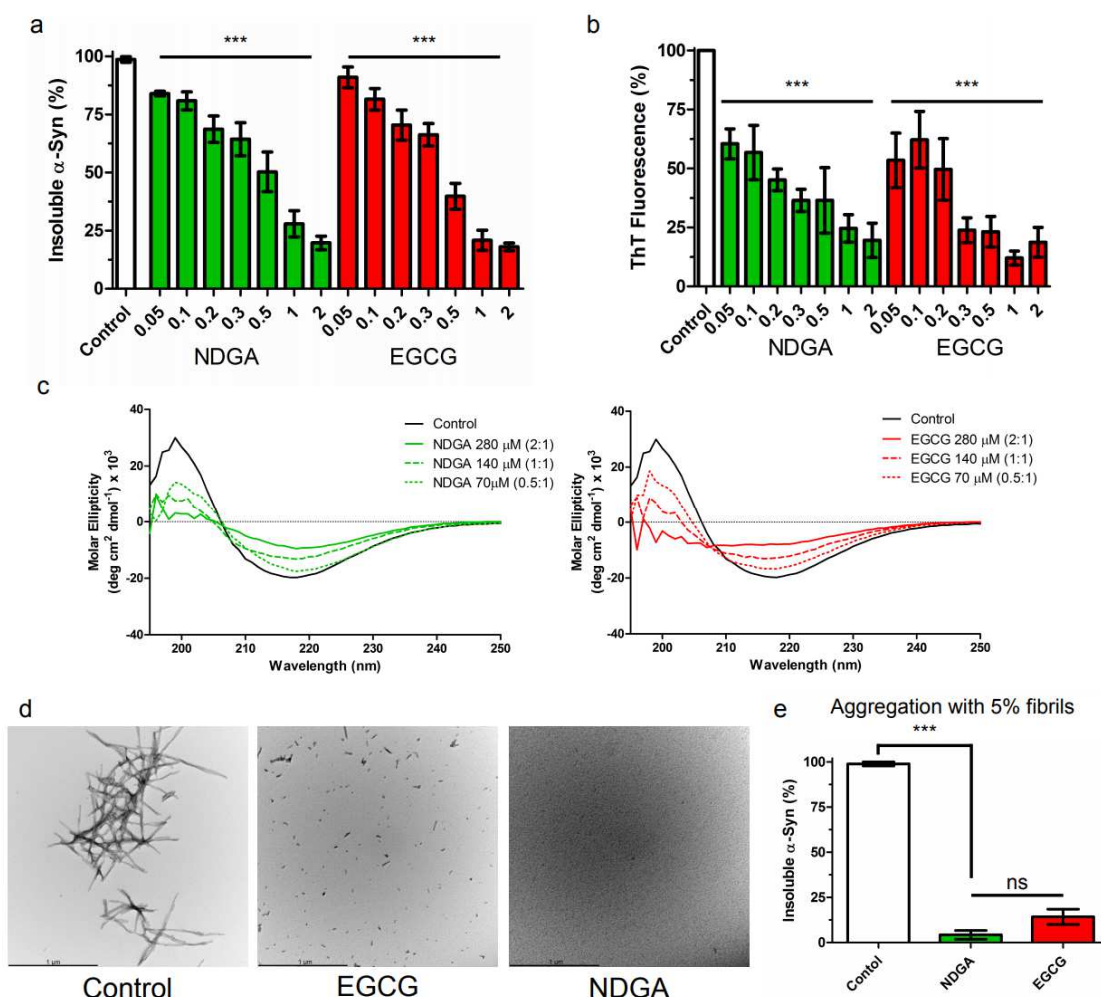 a
***
***
Insoluble α-Syn (%)
100
75
50
25
0
Control
0.05
0.1
0.2
0.3
0.5
1
2
0.05
0.1
0.2
0.3
0.5
1
2
NDGA
EGCG
b
***
***
ThT Fluorescence (%)
100
75
50
25
0
Control
0.05
0.1
0.2
0.3
0.5
1
2
0.05
0.1
0.2
0.3
0.5
1
2
NDGA
EGCG
c
Molar Ellipticity
(deg cm² dmol⁻¹) x 10³
40
20
0
-20
-40
200
210
220
230
240
250
Wavelength (nm)
Control
NDGA 280 μM (2:1)
NDGA 140 μM (1:1)
NDGA 70μM (0.5:1)
Molar Ellipticity
(deg cm² dmol⁻¹) x 10³
40
20
0
-20
-40
200
210
220
230
240
250
Wavelength (nm)
Control
EGCG 280 μM (2:1)
EGCG 140 μM (1:1)
EGCG 70 μM (0.5:1)
d
1 μm
1 μm
1 μm
Control
EGCG
NDGA
e
Aggregation with 5% fibrils
***
ns
Insoluble α-Syn (%)
100
75
50
25
0
Contol
NDGA
EGCG